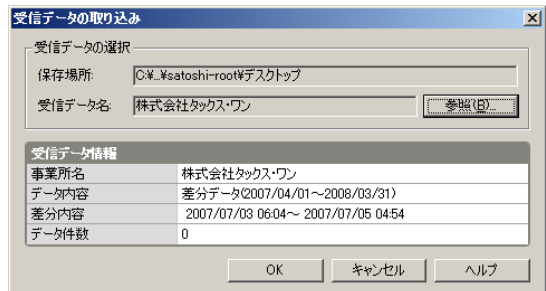 受信データの取り込み
受信データの選択
保存場所: C:¥...¥satoshi-root¥デスクトップ
受信データ名: 株式会社タックス・ワン 参照(B)...
受信データ情報
事業所名 株式会社タックス・ワン
データ内容 差分データ(2007/04/01～2008/03/31)
差分内容 2007/07/03 06:04～ 2007/07/05 04:54
データ件数 0
OK キャンセル ヘルプ